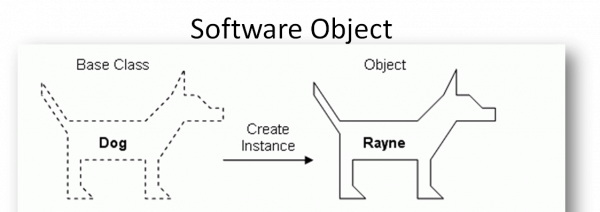 Software Object
Base Class
Object
Dog
Create
Instance
Rayne